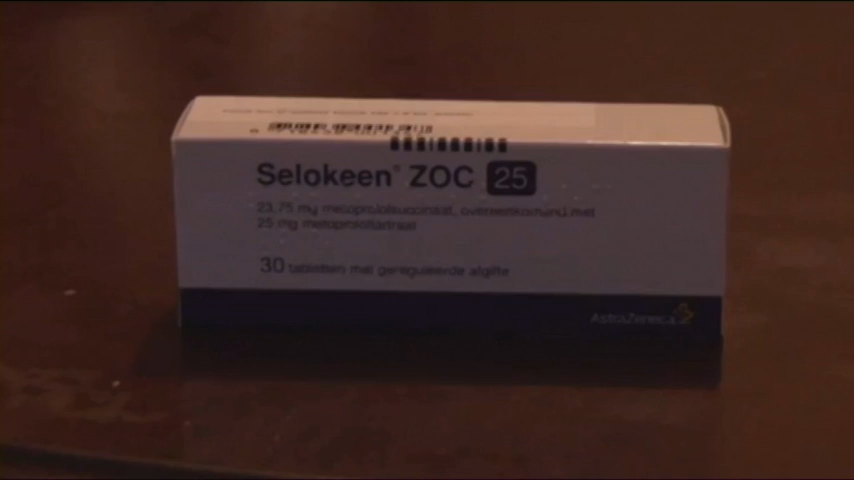 Selokeen® ZOC 25
23,75 mg metoprololsuccinaat, overeenkomend met
25 mg metoprololtartraat
30 tabletten met gereguleerde afgifte
AstraZeneca